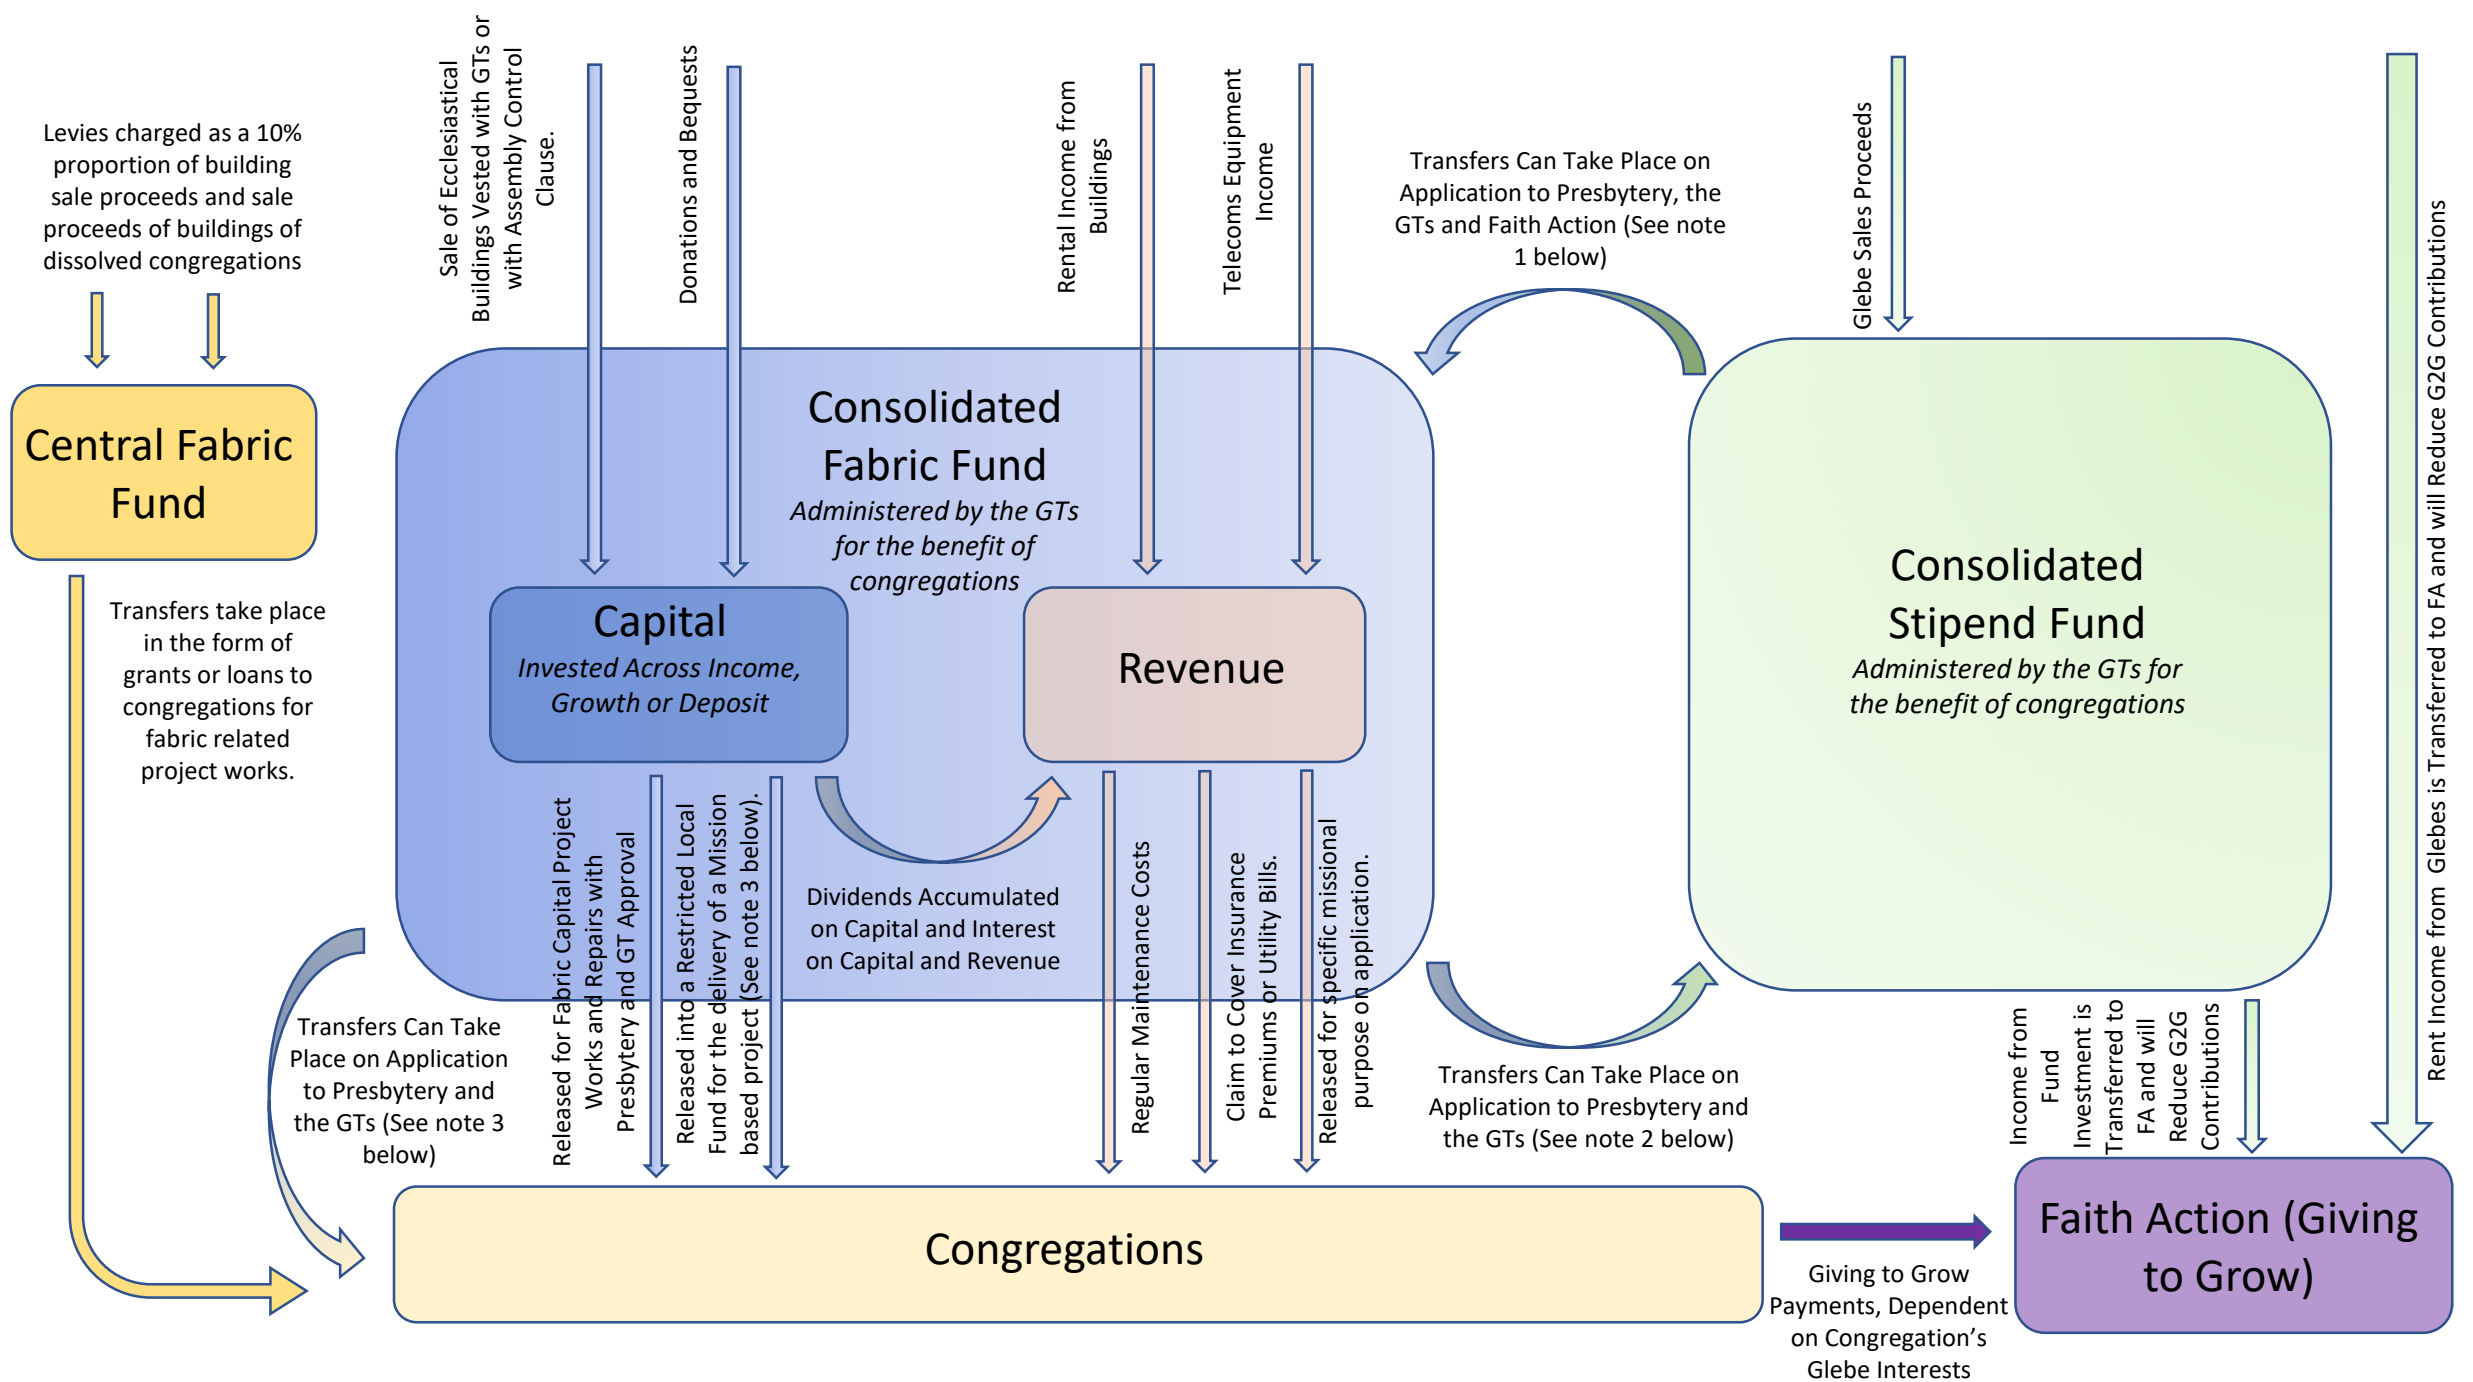 Levies charged as a 10%
proportion of building
sale proceeds and sale
proceeds of buildings of
dissolved congregations
Sale of Ecclesiastical
Buildings Vested with GTs or
with Assembly Control
Clause.
Donations and Bequests
Rental Income from
Buildings
Telecoms Equipment
Income
Transfers Can Take Place on
Application to Presbytery, the
GTs and Faith Action (See note
1 below)
Glebe Sales Proceeds
Rent Income from  Glebes is Transferred to FA and will Reduce G2G Contributions
Central Fabric
Fund
Consolidated
Fabric Fund
Administered by the GTs
for the benefit of
congregations
Capital
Invested Across Income,
Growth or Deposit
Revenue
Consolidated
Stipend Fund
Administered by the GTs for
the benefit of congregations
Transfers take place
in the form of
grants or loans to
congregations for
fabric related
project works.
Released for Fabric Capital Project
Works and Repairs with
Presbytery and GT Approval
Released into a Restricted Local
Fund for the delivery of a Mission
based project (See note 3 below).
Dividends Accumulated
on Capital and Interest
on Capital and Revenue
Regular Maintenance Costs
Claim to Cover Insurance
Premiums or Utility Bills.
Released for specific missional
purpose on application.
Transfers Can Take
Place on Application
to Presbytery and
the GTs (See note 3
below)
Transfers Can Take Place on
Application to Presbytery and
the GTs (See note 2 below)
Income from
Fund
Investment is
Transferred to
FA and will
Reduce G2G
Contributions
Congregations
Giving to Grow
Payments, Dependent
on Congregation’s
Glebe Interests
Faith Action (Giving
to Grow)